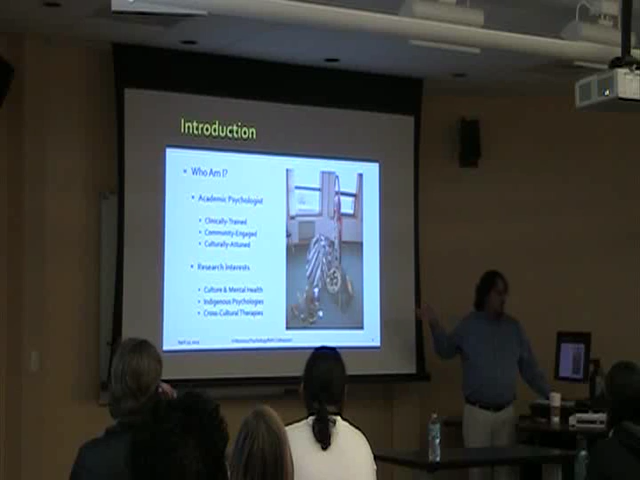 Introduction
Who Am I?
Academic Psychologist
Clinically-Trained
Community-Engaged
Culturally-Attuned
Research Interests
Culture & Mental Health
Indigenous Psychologies
Cross-Cultural Therapies